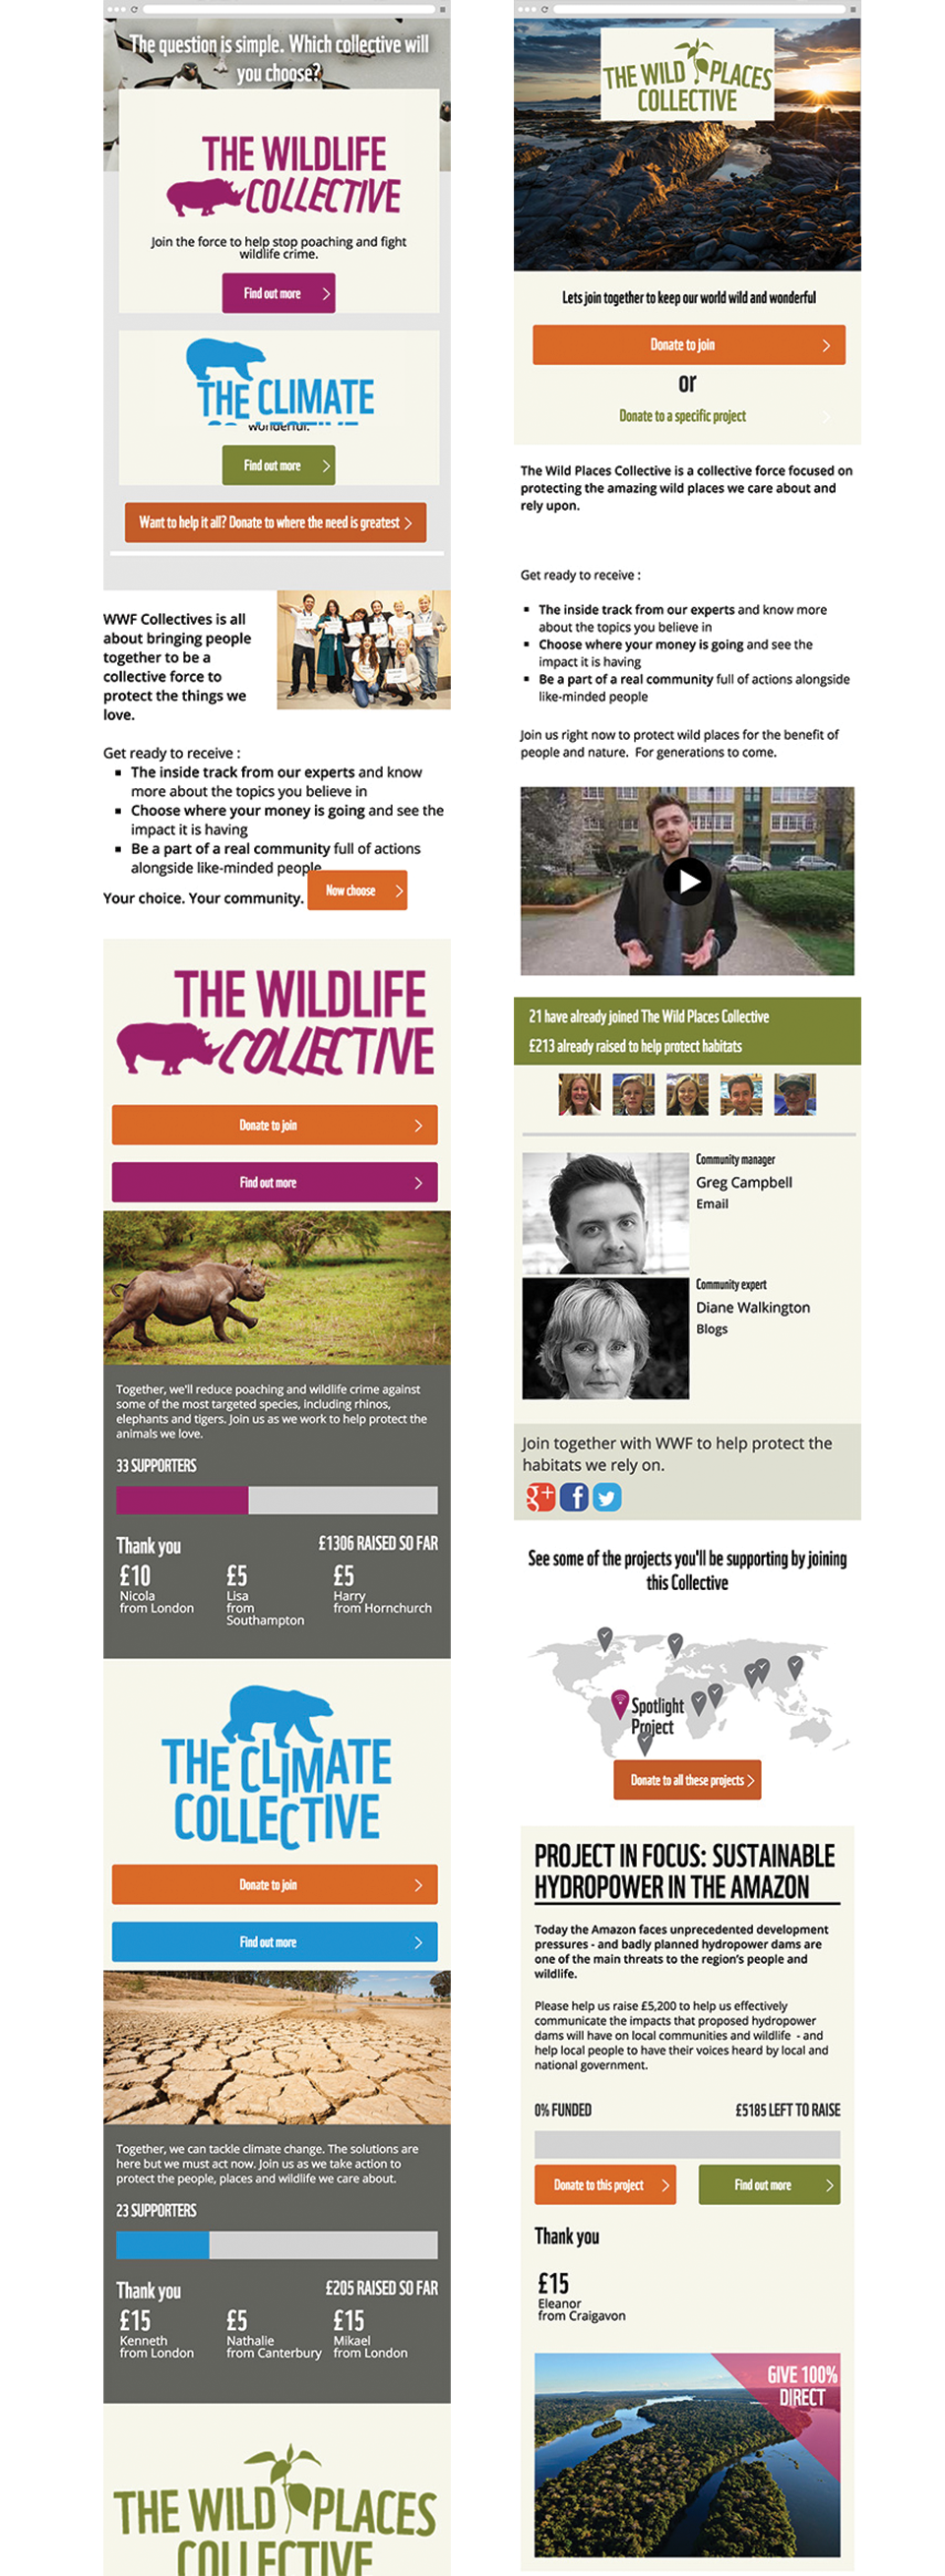 The question is simple. Which collective will
you choose?
THE WILDLIFE
COLLECTIVE
Join the force to help stop poaching and fight
wildlife crime.
Find out more
THE CLIMATE
wonderful.
Find out more
Want to help it all? Donate to where the need is greatest
WWF Collectives is all
about bringing people
together to be a
collective force to
protect the things we
love.
Get ready to receive :
The inside track from our experts and know
more about the topics you believe in
Choose where your money is going and see the
impact it is having
Be a part of a real community full of actions
alongside like-minded people
Your choice. Your community.
Now choose
THE WILDLIFE
COLLECTIVE
Donate to join
Find out more
Together, we'll reduce poaching and wildlife crime against
some of the most targeted species, including rhinos,
elephants and tigers. Join us as we work to help protect the
animals we love.
33 SUPPORTERS
Thank you
£1306 RAISED SO FAR
£10
Nicola
from London
£5
Lisa
from
Southampton
£5
Harry
from Hornchurch
THE CLIMATE
COLLECTIVE
Donate to join
Find out more
Together, we can tackle climate change. The solutions are
here but we must act now. Join us as we take action to
protect the people, places and wildlife we care about.
23 SUPPORTERS
Thank you
£205 RAISED SO FAR
£15
Kenneth
from London
£5
Nathalie
from Canterbury
£15
Mikael
from London
THE WILD PLACES
COLLECTIVE
THE WILD PLACES
COLLECTIVE
Lets join together to keep our world wild and wonderful
Donate to join
or
Donate to a specific project
The Wild Places Collective is a collective force focused on
protecting the amazing wild places we care about and
rely upon.
Get ready to receive :
The inside track from our experts and know more
about the topics you believe in
Choose where your money is going and see the
impact it is having
Be a part of a real community full of actions alongside
like-minded people
Join us right now to protect wild places for the benefit of
people and nature. For generations to come.
21 have already joined The Wild Places Collective
£213 already raised to help protect habitats
Community manager
Greg Campbell
Email
Community expert
Diane Walkington
Blogs
Join together with WWF to help protect the
habitats we rely on.
See some of the projects you'll be supporting by joining
this Collective
Spotlight
Project
Donate to all these projects
PROJECT IN FOCUS: SUSTAINABLE
HYDROPOWER IN THE AMAZON
Today the Amazon faces unprecedented development
pressures - and badly planned hydropower dams are
one of the main threats to the region's people and
wildlife.
Please help us raise £5,200 to help us effectively
communicate the impacts that proposed hydropower
dams will have on local communities and wildlife - and
help local people to have their voices heard by local and
national government.
0% FUNDED
£5185 LEFT TO RAISE
Donate to this project
Find out more
Thank you
£15
Eleanor
from Craigavon
GIVE 100%
DIRECT